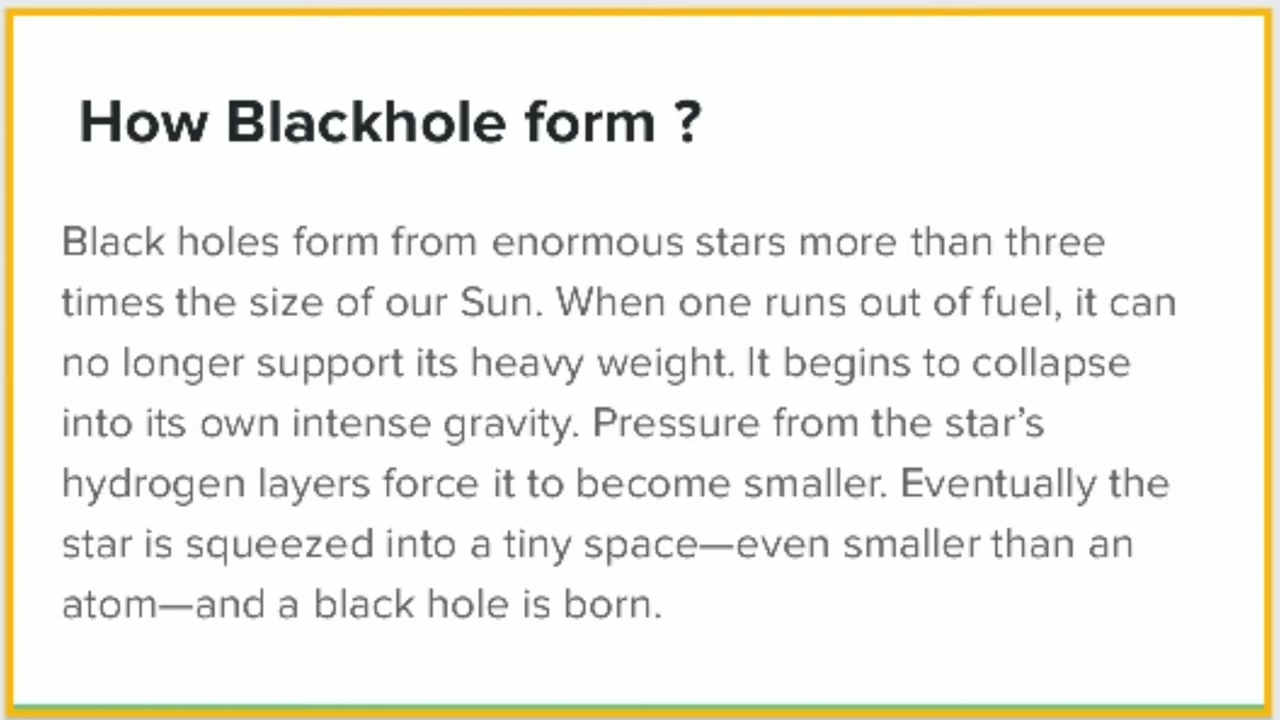 How Blackhole form ?
Black holes form from enormous stars more than three
times the size of our Sun. When one runs out of fuel, it can
no longer support its heavy weight. It begins to collapse
into its own intense gravity. Pressure from the star’s
hydrogen layers force it to become smaller. Eventually the
star is squeezed into a tiny space—even smaller than an
atom—and a black hole is born.